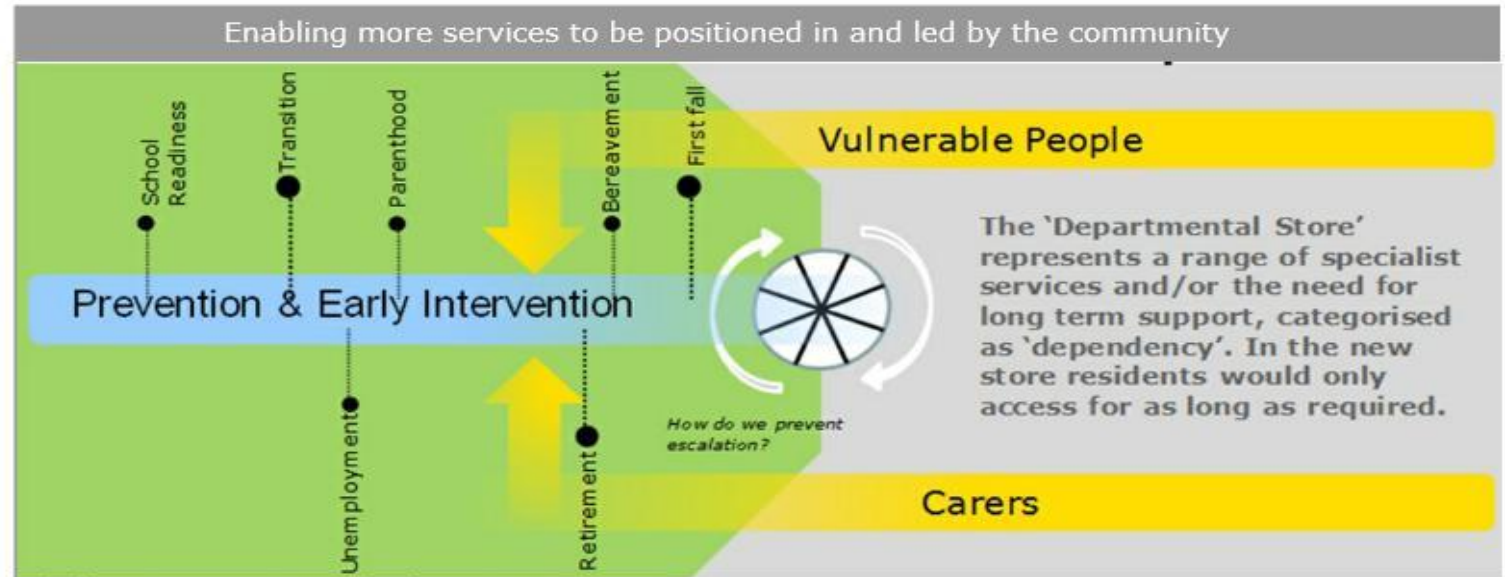 Enabling more services to be positioned in and led by the community
School
Readiness
Transition
Parenthood
Bereavement
First fall
Vulnerable People
Prevention & Early Intervention
The ‘Departmental Store’
represents a range of specialist
services and/or the need for
long term support, categorised
as ‘dependency’. In the new
store residents would only
access for as long as required.
How do we prevent
escalation?
Unemployment
Retirement
Carers